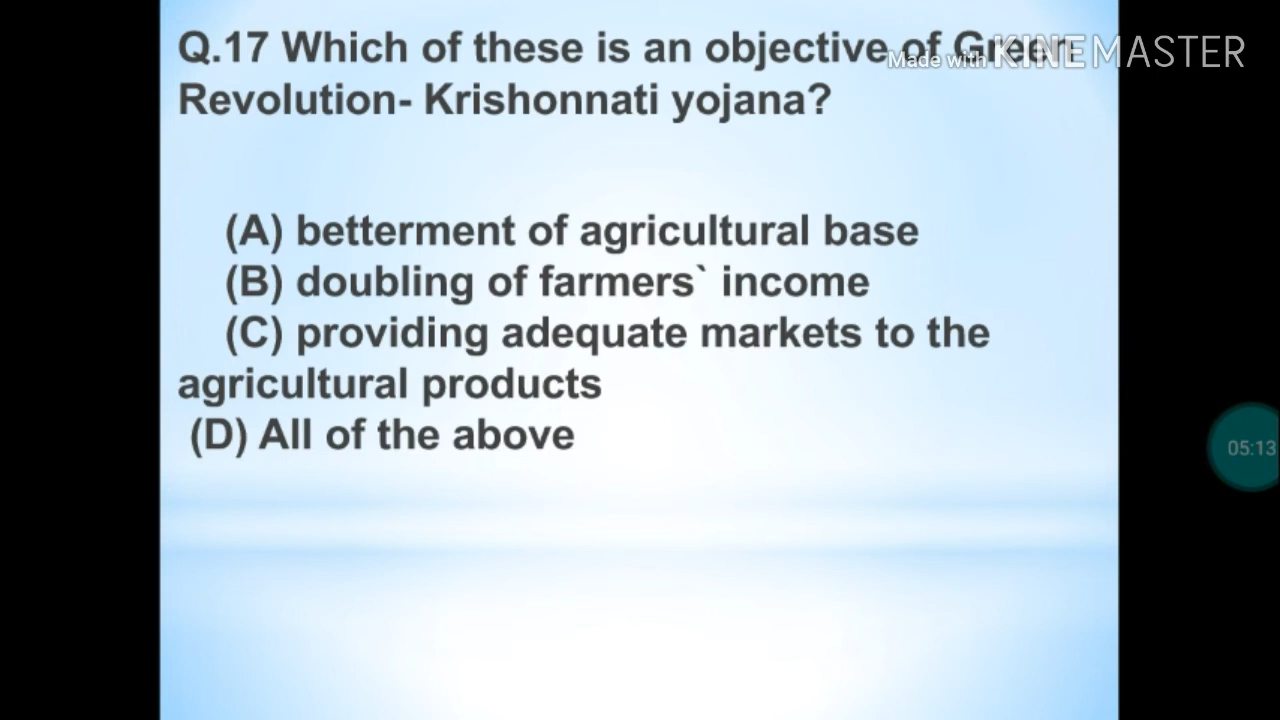 Q.17 Which of these is an objective of Green
Made with KINEMASTER
Revolution- Krishonnati yojana?
(A) betterment of agricultural base
(B) doubling of farmers` income
(C) providing adequate markets to the
agricultural products
(D) All of the above
05:13